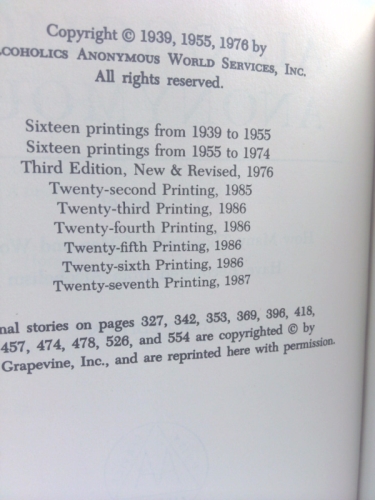 Copyright © 1939, 1955, 1976 by
COHOLICS ANONYMOUS WORLD SERVICES, INC.
All rights reserved.
Sixteen printings from 1939 to 1955
Sixteen printings from 1955 to 1974
Third Edition, New & Revised, 1976
Twenty-second Printing, 1985
Twenty-third Printing, 1986
Twenty-fourth Printing, 1986
Twenty-fifth Printing, 1986
Twenty-sixth Printing, 1986
Twenty-seventh Printing, 1987
nal stories on pages 327, 342, 353, 369, 396, 418,
457, 474, 478, 526, and 554 are copyrighted © by
Grapevine, Inc., and are reprinted here with permission.